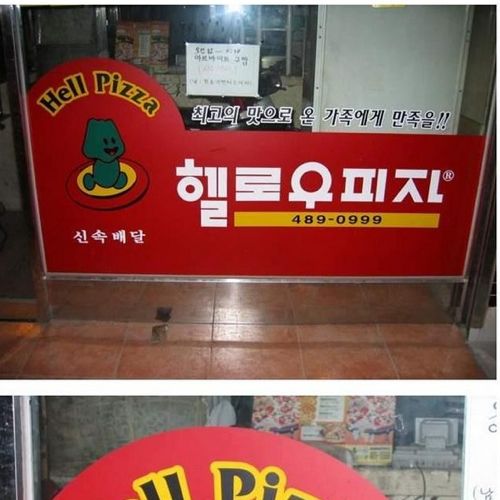 Hell Pizza
최고의 맛으로 온 가족에게 만족을!!
헬로우피자®
489-0999
신속배달
Hell Pizza